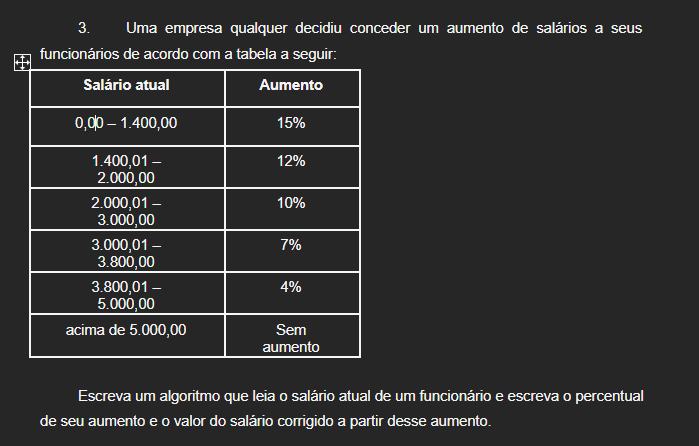 3. Uma empresa qualquer decidiu conceder um aumento de salários a seus
funcionários de acordo com a tabela a seguir:
Salário atual Aumento
0,00 – 1.400,00 15%
1.400,01 –
2.000,00 12%
2.000,01 –
3.000,00 10%
3.000,01 –
3.800,00 7%
3.800,01 –
5.000,00 4%
acima de 5.000,00 Sem
aumento
Escreva um algoritmo que leia o salário atual de um funcionário e escreva o percentual
de seu aumento e o valor do salário corrigido a partir desse aumento.